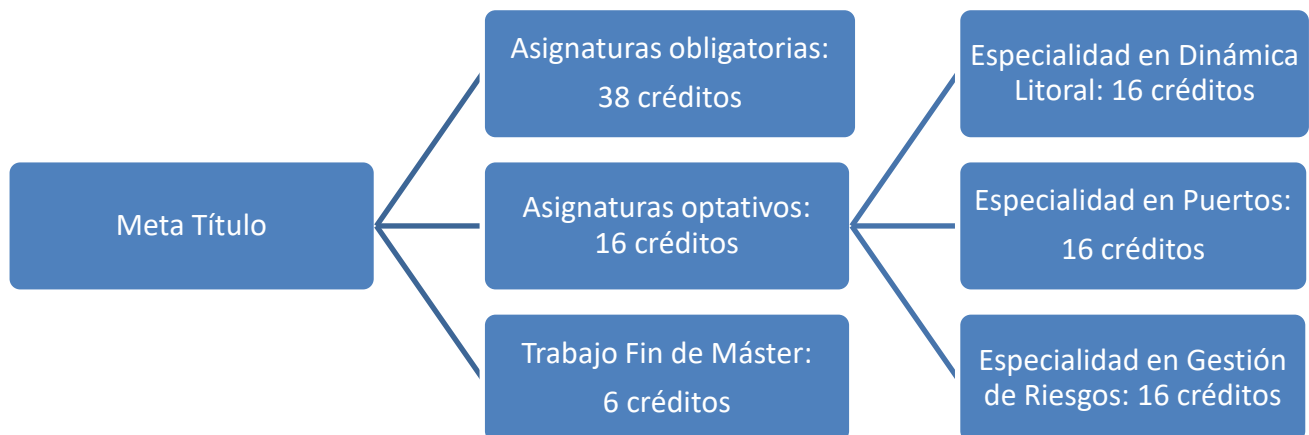 Meta Título
Asignaturas obligatorias:
38 créditos
Asignaturas optativos:
16 créditos
Trabajo Fin de Máster:
6 créditos
Especialidad en Dinámica
Litoral: 16 créditos
Especialidad en Puertos:
16 créditos
Especialidad en Gestión
de Riesgos: 16 créditos